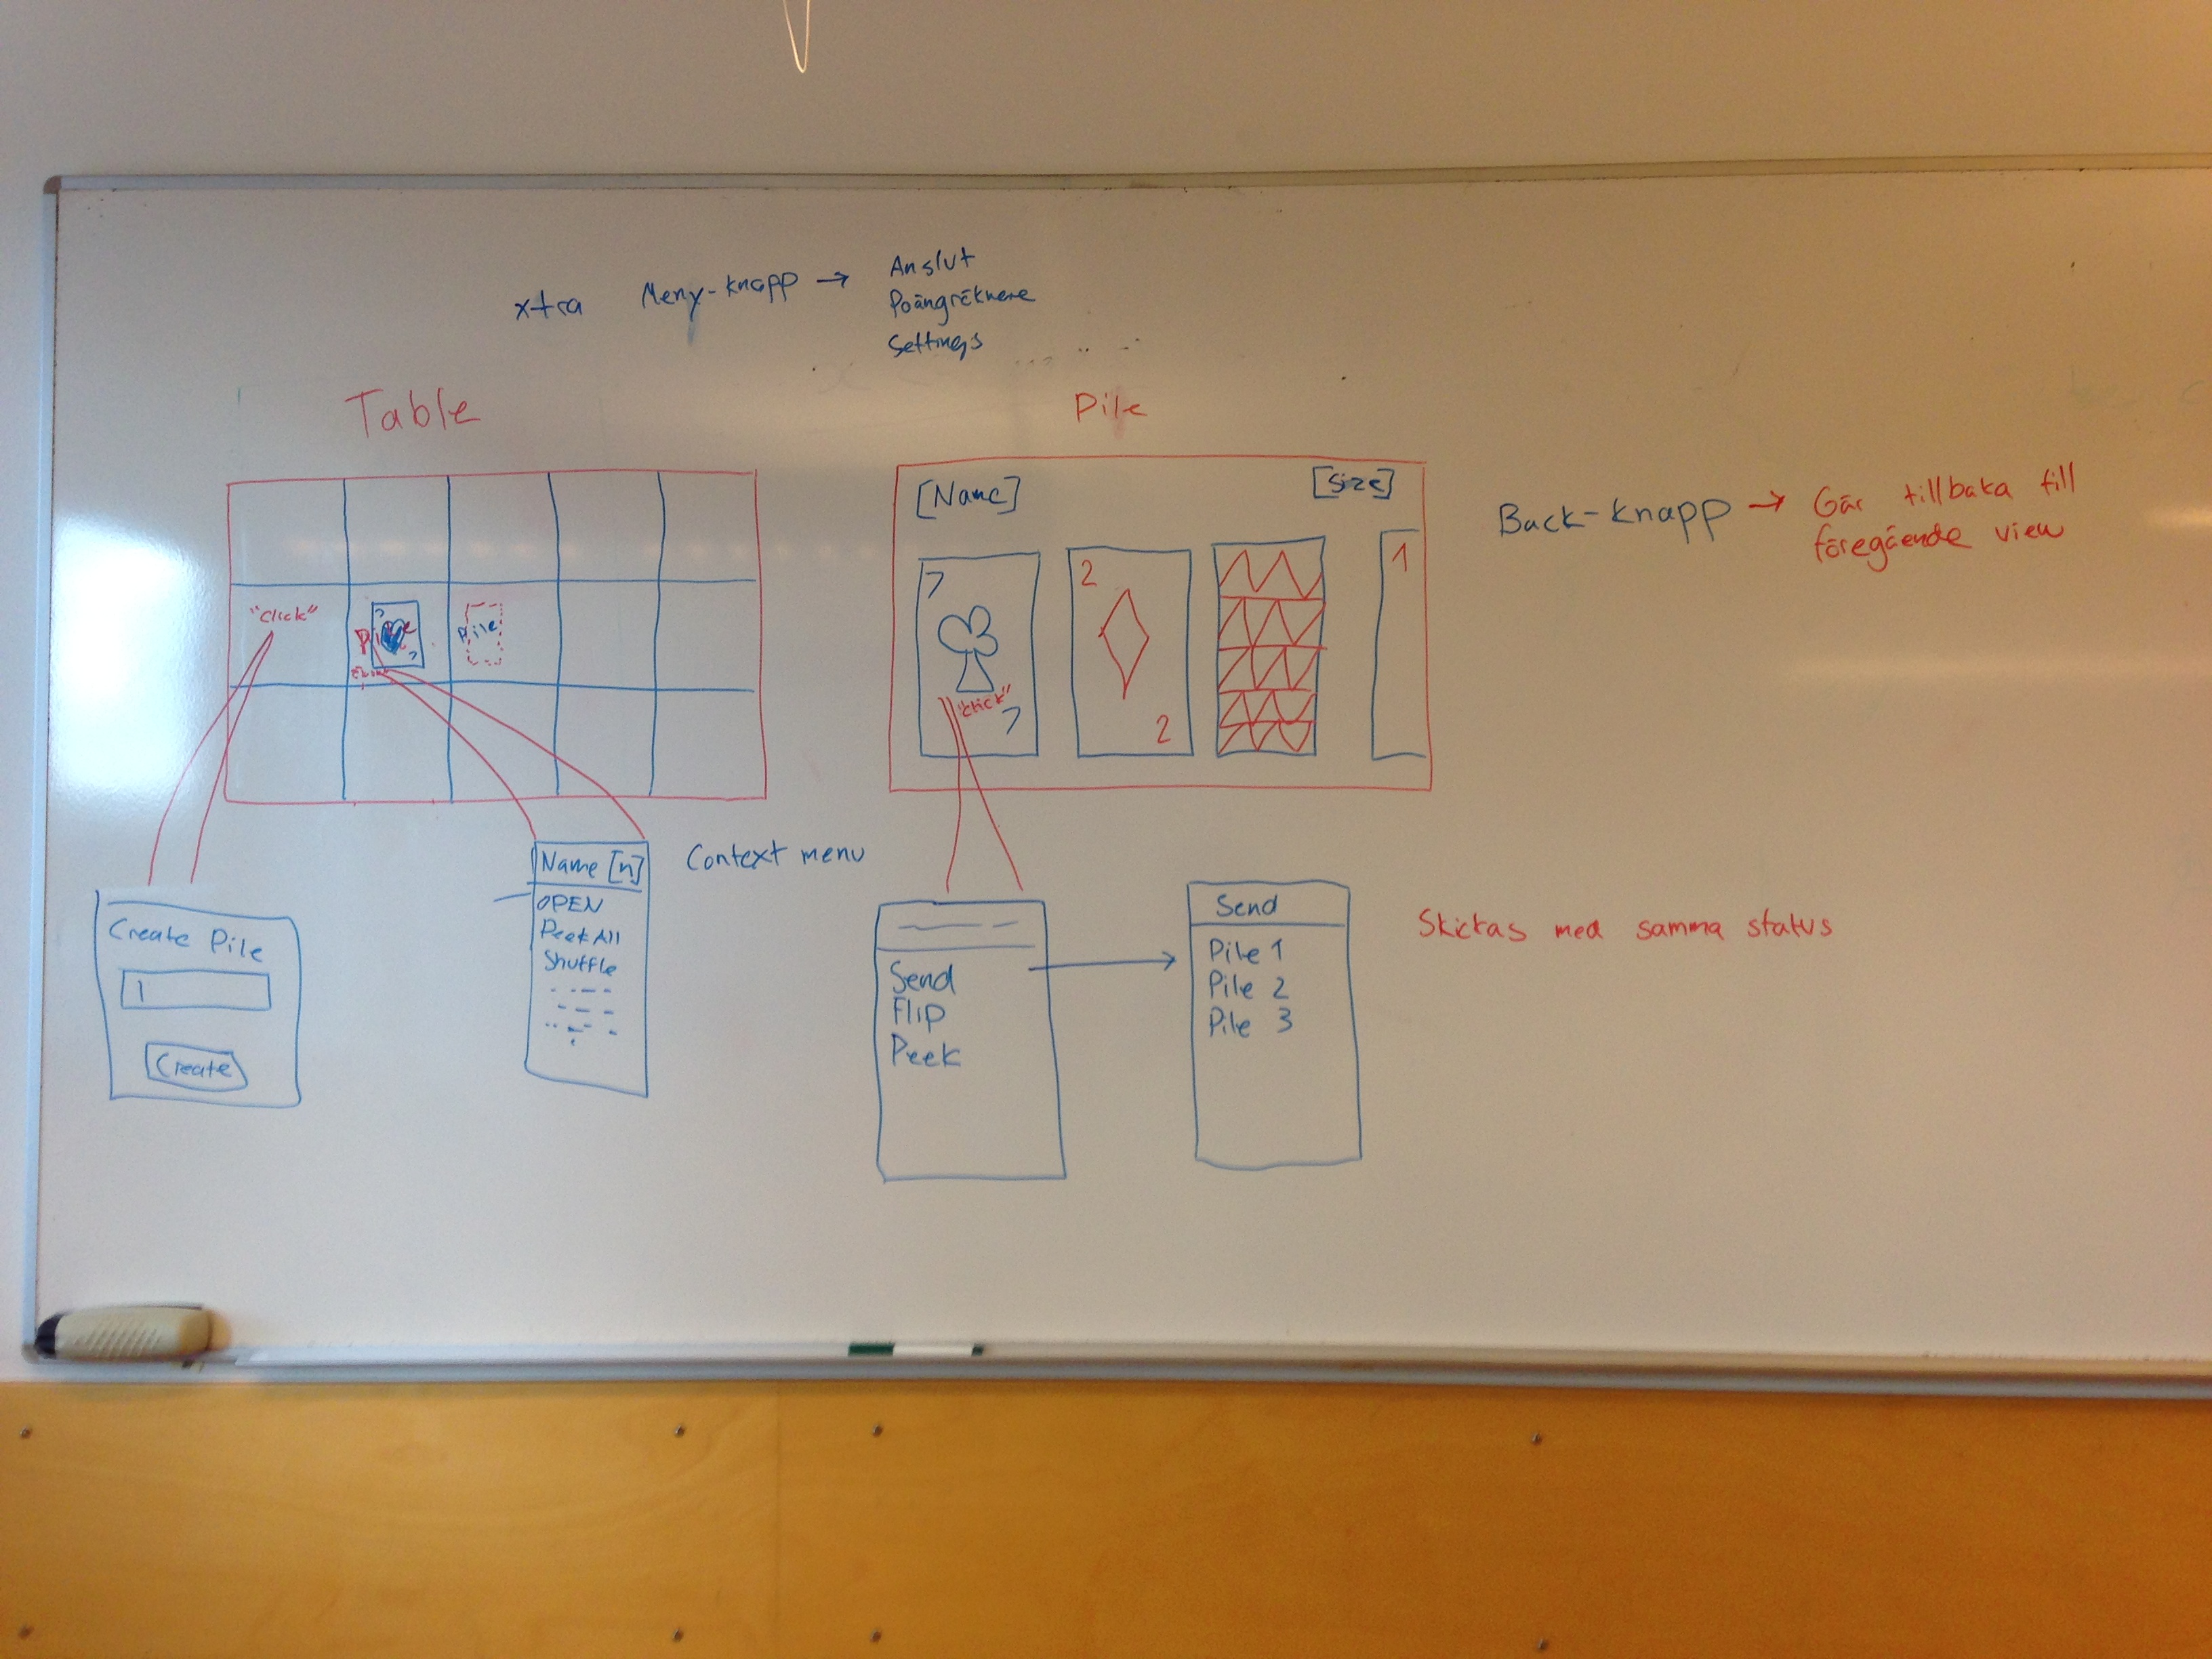 xtra Meny-knapp → Anslut
Poängräknare
Settings
Table
"Click"
Pile
Pile
[Name]
[Size]
7
"click"
7
2
2
1
Back-knapp → Går tillbaka till
föregående view
Create Pile
Create
Name [n]
OPEN
Peek All
Shuffle
Context menu
Send
Flip
Peek
Send
Pile 1
Pile 2
Pile 3
Skickas med samma status